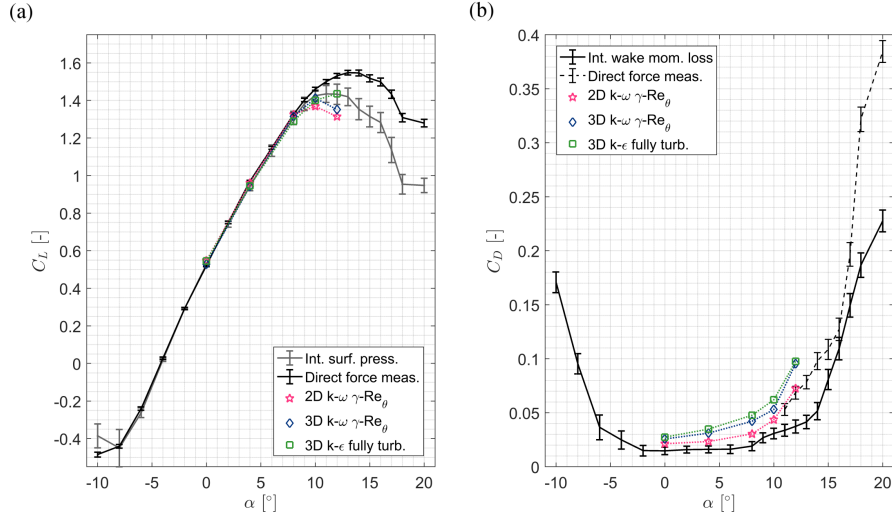 (a)
1.6
1.4
1.2
1
0.8
0.6
0.4
0.2
0
-0.2
-0.4
C_L [-]
Int. surf. press.
Direct force meas.
2D k-ω γ-Re_θ
3D k-ω γ-Re_θ
3D k-ϵ fully turb.
-10 -5 0 5 10 15 20
α [°]
(b)
0.4
0.35
0.3
0.25
0.2
0.15
0.1
0.05
0
C_D [-]
Int. wake mom. loss
Direct force meas.
2D k-ω γ-Re_θ
3D k-ω γ-Re_θ
3D k-ϵ fully turb.
-10 -5 0 5 10 15 20
α [°]